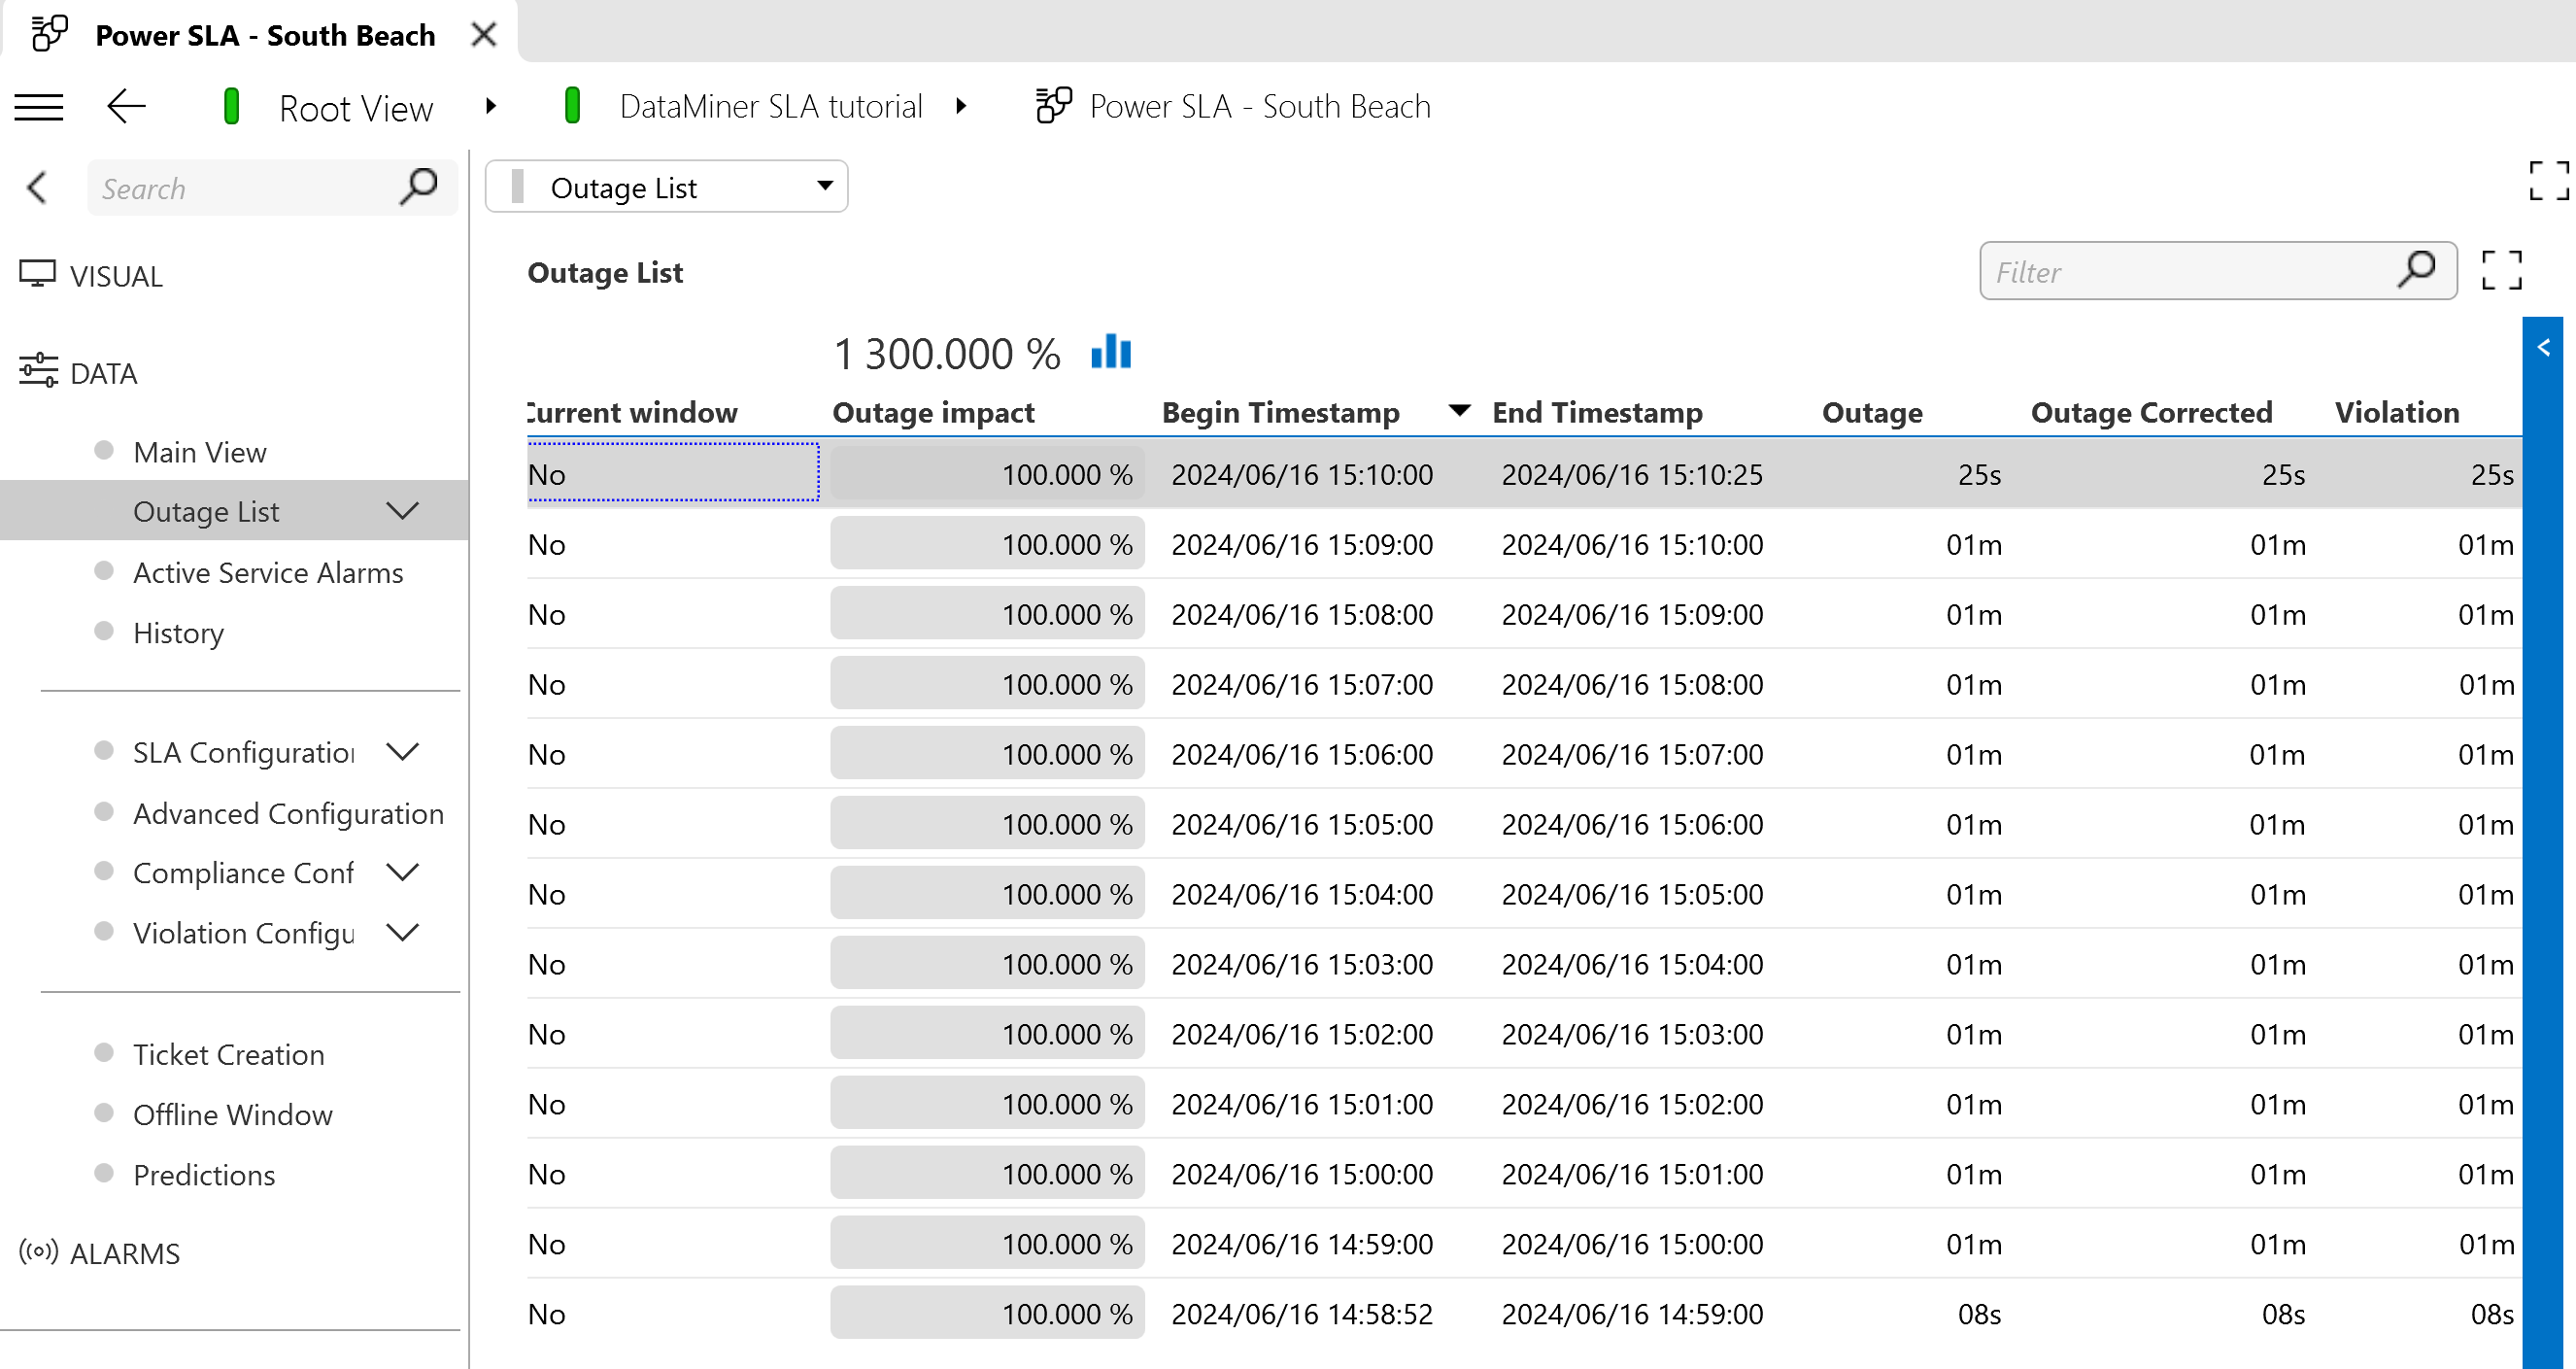 Power SLA - South Beach
Root View DataMiner SLA tutorial Power SLA - South Beach
Search
Outage List
VISUAL
DATA
Main View
Outage List
Active Service Alarms
History
SLA Configuration
Advanced Configuration
Compliance Conf
Violation Configu
Ticket Creation
Offline Window
Predictions
ALARMS
Outage List
Filter
1 300.000 %
Current window Outage impact Begin Timestamp End Timestamp Outage Outage Corrected Violation
No 100.000 % 2024/06/16 15:10:00 2024/06/16 15:10:25 25s 25s 25s
No 100.000 % 2024/06/16 15:09:00 2024/06/16 15:10:00 01m 01m 01m
No 100.000 % 2024/06/16 15:08:00 2024/06/16 15:09:00 01m 01m 01m
No 100.000 % 2024/06/16 15:07:00 2024/06/16 15:08:00 01m 01m 01m
No 100.000 % 2024/06/16 15:06:00 2024/06/16 15:07:00 01m 01m 01m
No 100.000 % 2024/06/16 15:05:00 2024/06/16 15:06:00 01m 01m 01m
No 100.000 % 2024/06/16 15:04:00 2024/06/16 15:05:00 01m 01m 01m
No 100.000 % 2024/06/16 15:03:00 2024/06/16 15:04:00 01m 01m 01m
No 100.000 % 2024/06/16 15:02:00 2024/06/16 15:03:00 01m 01m 01m
No 100.000 % 2024/06/16 15:01:00 2024/06/16 15:02:00 01m 01m 01m
No 100.000 % 2024/06/16 15:00:00 2024/06/16 15:01:00 01m 01m 01m
No 100.000 % 2024/06/16 14:59:00 2024/06/16 15:00:00 01m 01m 01m
No 100.000 % 2024/06/16 14:58:52 2024/06/16 14:59:00 08s 08s 08s